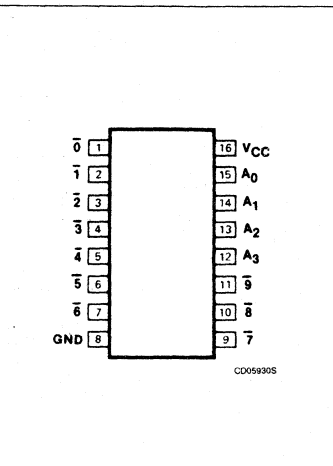 0̅ 1 16 VCC
1̅ 2 15 A0
2̅ 3 14 A1
3̅ 4 13 A2
4̅ 5 12 A3
5̅ 6 11 9̅
6̅ 7 10 8̅
GND 8 9 7̅
CD05930S